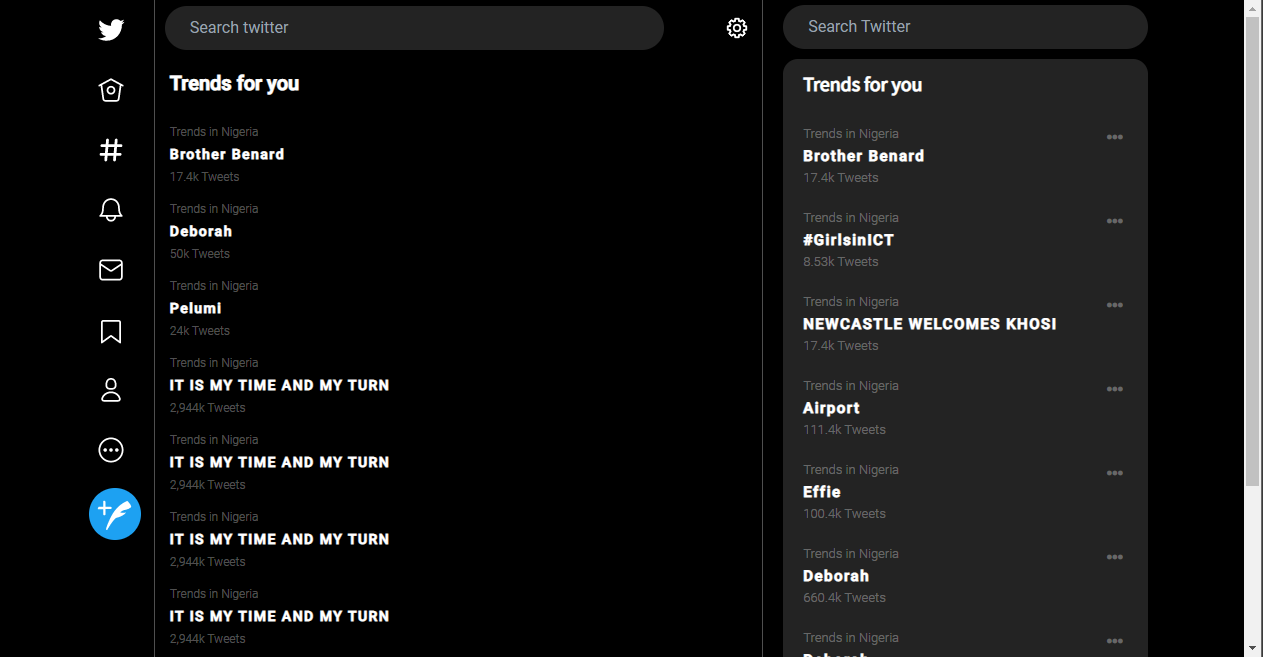 Search twitter
Trends for you
Trends in Nigeria
Brother Benard
17.4k Tweets
Trends in Nigeria
Deborah
50k Tweets
Trends in Nigeria
Pelumi
24k Tweets
Trends in Nigeria
IT IS MY TIME AND MY TURN
2,944k Tweets
Trends in Nigeria
IT IS MY TIME AND MY TURN
2,944k Tweets
Trends in Nigeria
IT IS MY TIME AND MY TURN
2,944k Tweets
Trends in Nigeria
IT IS MY TIME AND MY TURN
2,944k Tweets
Search Twitter
Trends for you
Trends in Nigeria
Brother Benard
17.4k Tweets
Trends in Nigeria
#GirlsinICT
8.53k Tweets
Trends in Nigeria
NEWCASTLE WELCOMES KHOSI
17.4k Tweets
Trends in Nigeria
Airport
111.4k Tweets
Trends in Nigeria
Effie
100.4k Tweets
Trends in Nigeria
Deborah
660.4k Tweets
Trends in Nigeria
Deborah